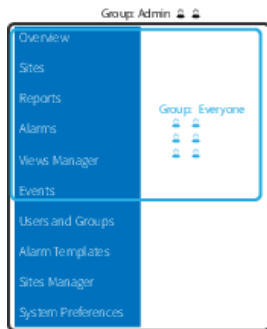 Group: Admin
Overview
Sites
Reports
Group: Everyone
Alarms
Views Manager
Events
Users and Groups
Alarm Templates
Sites Manager
System Preferences